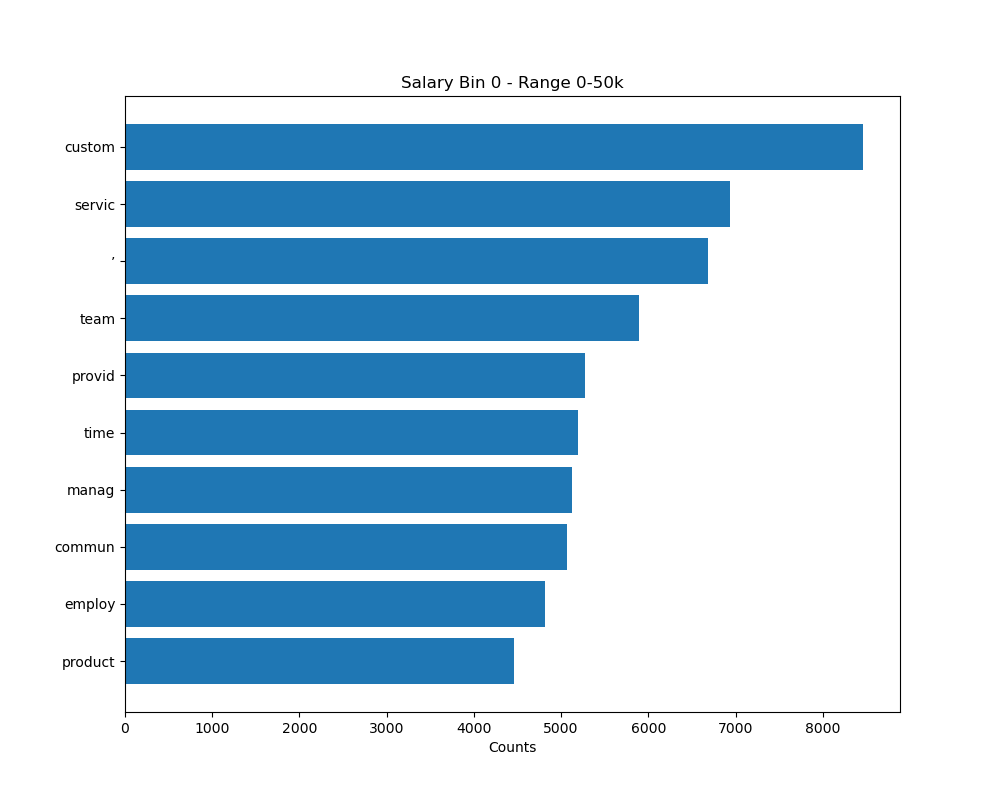 Salary Bin 0 - Range 0-50k
custom
servic
’
team
provid
time
manag
commun
employ
product
0 1000 2000 3000 4000 5000 6000 7000 8000
Counts